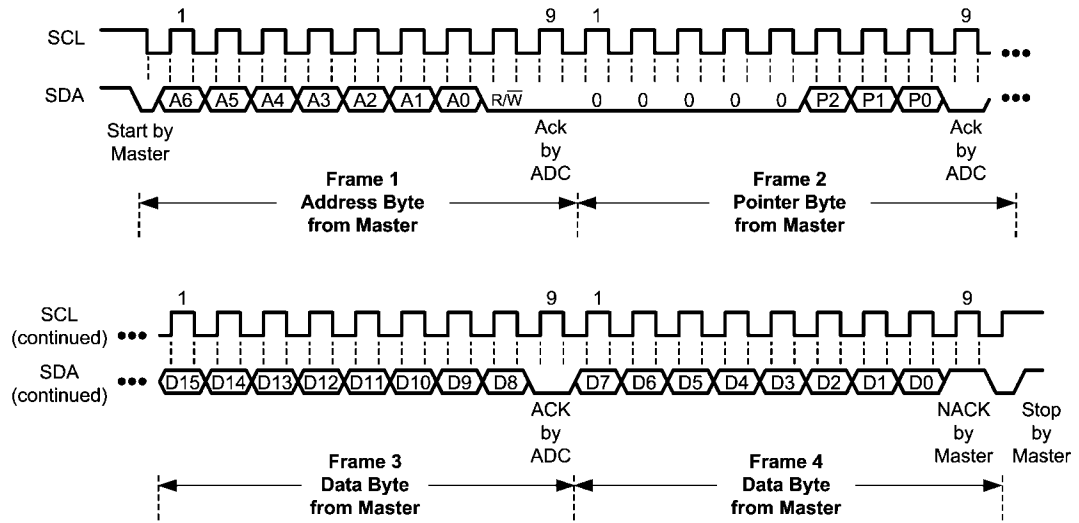 1 9 1 9
SCL
SDA A6 A5 A4 A3 A2 A1 A0 R/W̅ 0 0 0 0 0 P2 P1 P0
Start by
Master
Ack
by
ADC
Ack
by
ADC
Frame 1
Address Byte
from Master
Frame 2
Pointer Byte
from Master
1 9 1 9
SCL
(continued)
SDA
(continued)
D15 D14 D13 D12 D11 D10 D9 D8 D7 D6 D5 D4 D3 D2 D1 D0
ACK
by
ADC
NACK
by
Master
Stop
by
Master
Frame 3
Data Byte
from Master
Frame 4
Data Byte
from Master